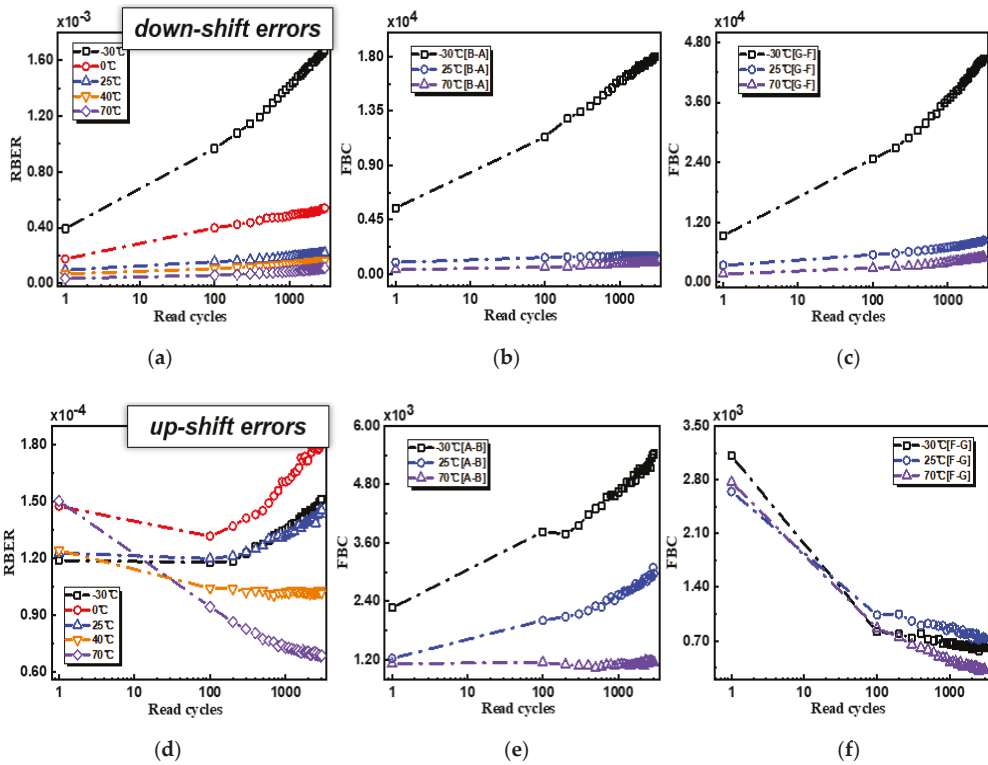 x10⁻³
down-shift errors
1.60
1.20
0.80
0.40
0.00
RBER
-30℃
0℃
25℃
40℃
70℃
1
10
100
1000
Read cycles
(a)
x10⁴
1.80
1.35
0.90
0.45
0.00
FBC
-30℃[B-A]
25℃[B-A]
70℃[B-A]
1
10
100
1000
Read cycles
(b)
x10⁴
4.80
3.60
2.40
1.20
0.00
FBC
-30℃[G-F]
25℃[G-F]
70℃[G-F]
1
10
100
1000
Read cycles
(c)
x10⁻⁴
up-shift errors
1.80
1.50
1.20
0.90
0.60
RBER
-30℃
0℃
25℃
40℃
70℃
1
10
100
1000
Read cycles
(d)
x10³
6.00
4.80
3.60
2.40
1.20
FBC
-30℃[A-B]
25℃[A-B]
70℃[A-B]
1
10
100
1000
Read cycles
(e)
x10³
3.50
2.80
2.10
1.40
0.70
FBC
-30℃[F-G]
25℃[F-G]
70℃[F-G]
1
10
100
1000
Read cycles
(f)